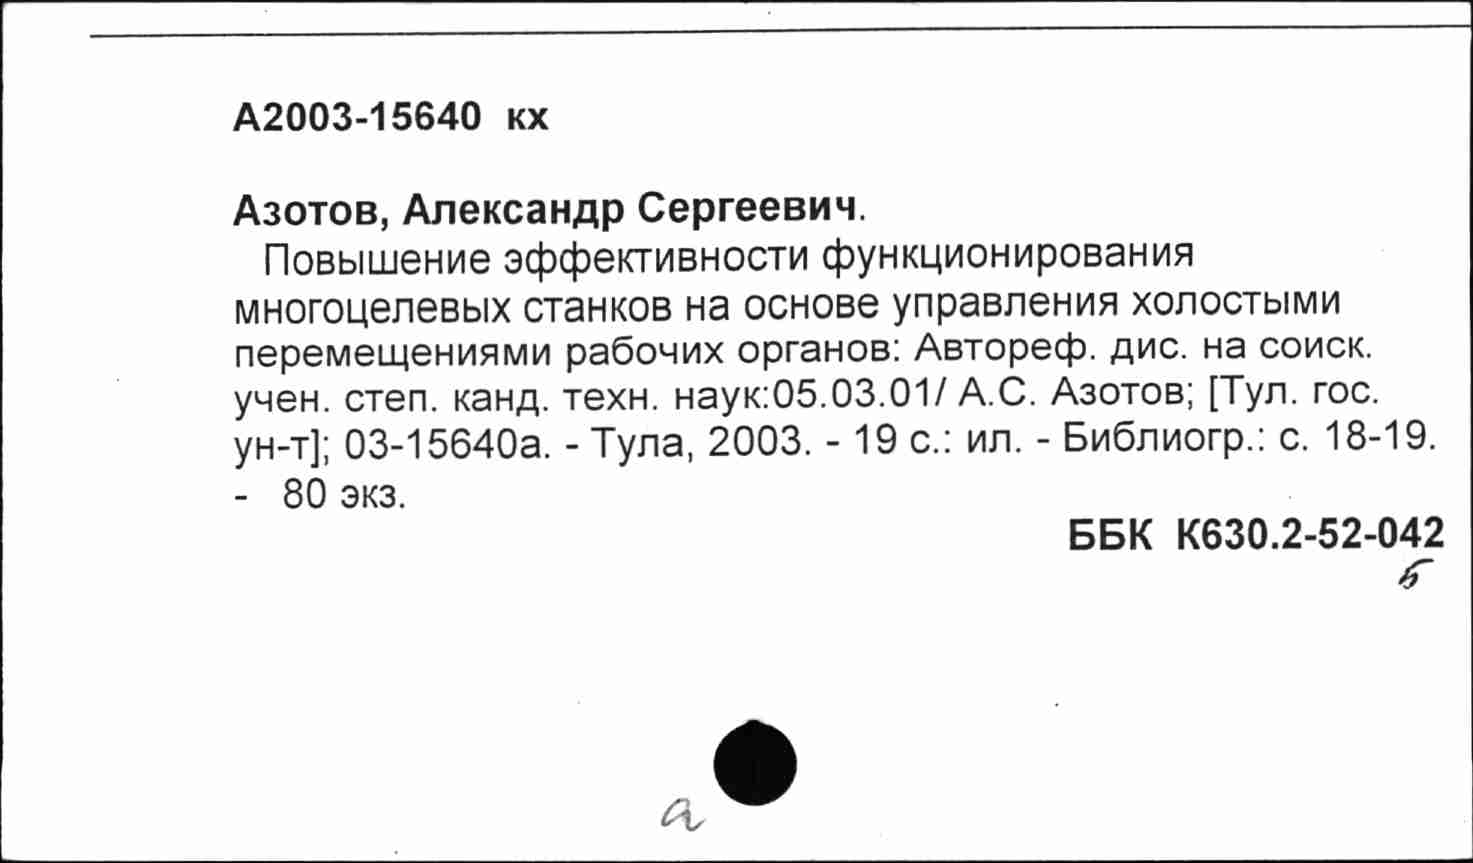 А2003-15640 кх
Азотов, Александр Сергеевич.
Повышение эффективности функционирования
многоцелевых станков на основе управления холостыми
перемещениями рабочих органов: Автореф. дис. на соиск.
учен. степ. канд. техн. наук:05.03.01/ А.С. Азотов; [Тул. гос.
ун-т]; 03-15640а. - Тула, 2003. - 19 с.: ил. - Библиогр.: с. 18-19.
- 80 экз.
ББК К630.2-52-042
а